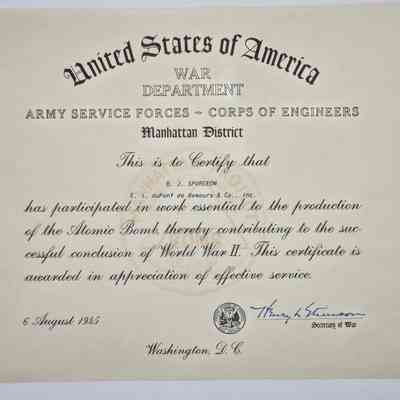 United States of America
WAR
DEPARTMENT
ARMY SERVICE FORCES ~ CORPS OF ENGINEERS
Manhattan District
This is to Certify that
SPURGEON
E. I. duPont de Nemours & Co., Inc.
has participated in work essential to the production
of the Atomic Bomb, thereby contributing to the suc-
cessful conclusion of World War II. This certificate is
awarded in appreciation of effective service.
6 August 1945
Henry L Stimson
Secretary of War
Washington, D. C.